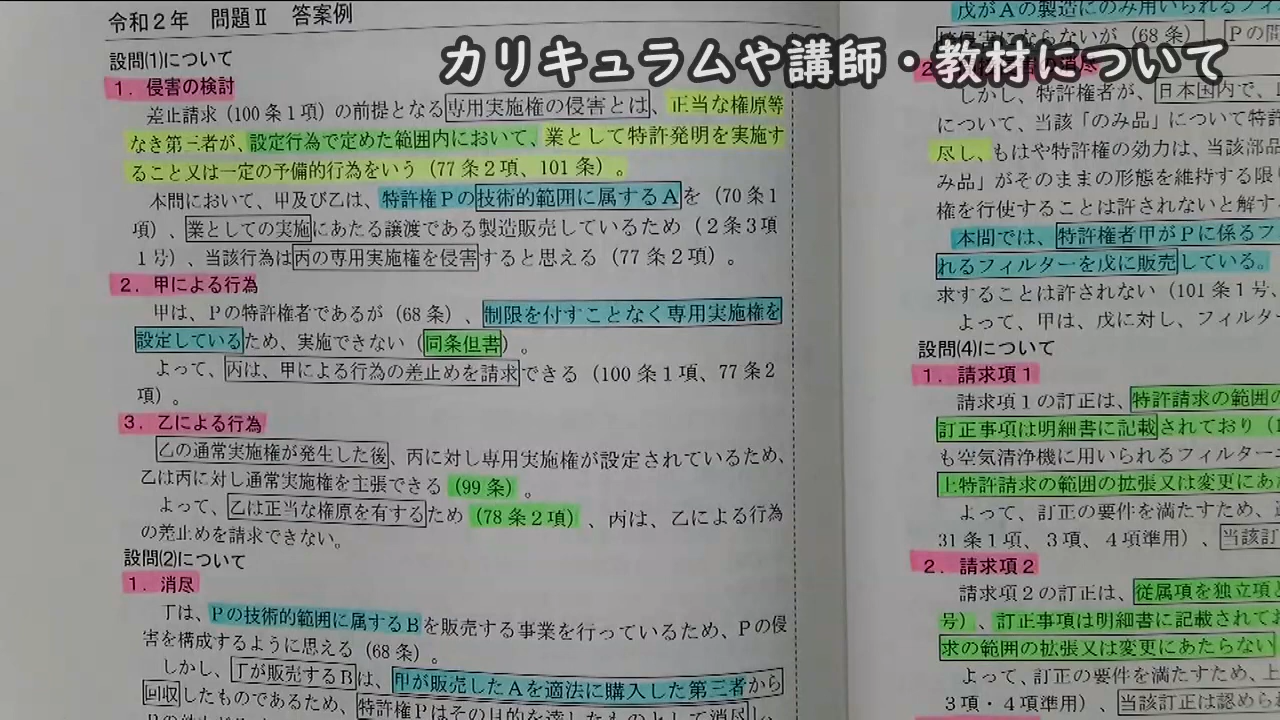 カリキュラムや講師・教材について
令和2年 問題Ⅱ 答案例
設問(1)について
1. 侵害の検討
差止請求(100条1項)の前提となる専用実施権の侵害とは、正当な権原等
なき第三者が、設定行為で定めた範囲内において、業として特許発明を実施す
ること又は一定の予備的行為をいう(77条2項、101条)。
本問において、甲及び乙は、特許権Pの技術的範囲に属するAを(70条1
項)、業としての実施にあたる譲渡である製造販売しているため(2条3項
1号)、当該行為は丙の専用実施権を侵害すると思える(77条2項)。
2. 甲による行為
甲は、Pの特許権者であるが(68条)、制限を付すことなく専用実施権を
設定しているため、実施できない(同条但書)。
よって、丙は、甲による行為の差止めを請求できる(100条1項、77条2
項)。
3. 乙による行為
乙の通常実施権が発生した後、丙に対し専用実施権が設定されているため、
乙は丙に対し通常実施権を主張できる(99条)。
よって、乙は正当な権原を有するため(78条2項)、丙は、乙による行為
の差止めを請求できない。
設問(2)について
1. 消尽
丁は、Pの技術的範囲に属するBを販売する事業を行っているため、Pの侵
害を構成するように思える(68条)。
しかし、丁が販売するBは、甲が販売したAを適法に購入した第三者から
回収したものであるため、特許権Pはその目的を達したものとして消尽し、
戊がAの製造にのみ用いられるフィル
侵害にならないが(68条)、Pの間
しかし、特許権者が、日本国内で、
について、当該「のみ品」について特許
尽し、もはや特許権の効力は、当該部品
み品」がそのままの形態を維持する限り
権を行使することは許されないと解す
本問では、特許権者甲がPに係るフ
れるフィルターを戊に販売している。
求することは許されない(101条1号、
よって、甲は、戊に対し、フィルター
設問(4)について
1. 請求項1
請求項1の訂正は、特許請求の範囲の
訂正事項は明細書に記載されており(1
も空気清浄機に用いられるフィルター
上特許請求の範囲の拡張又は変更にあた
よって、訂正の要件を満たすため、
31条1項、3項、4項準用)、当該訂
2. 請求項2
請求項2の訂正は、従属項を独立項と
号)、訂正事項は明細書に記載されてお
求の範囲の拡張又は変更にあたらない
よって、訂正の要件を満たすため、上
3項・4項準用)、当該訂正は認めら